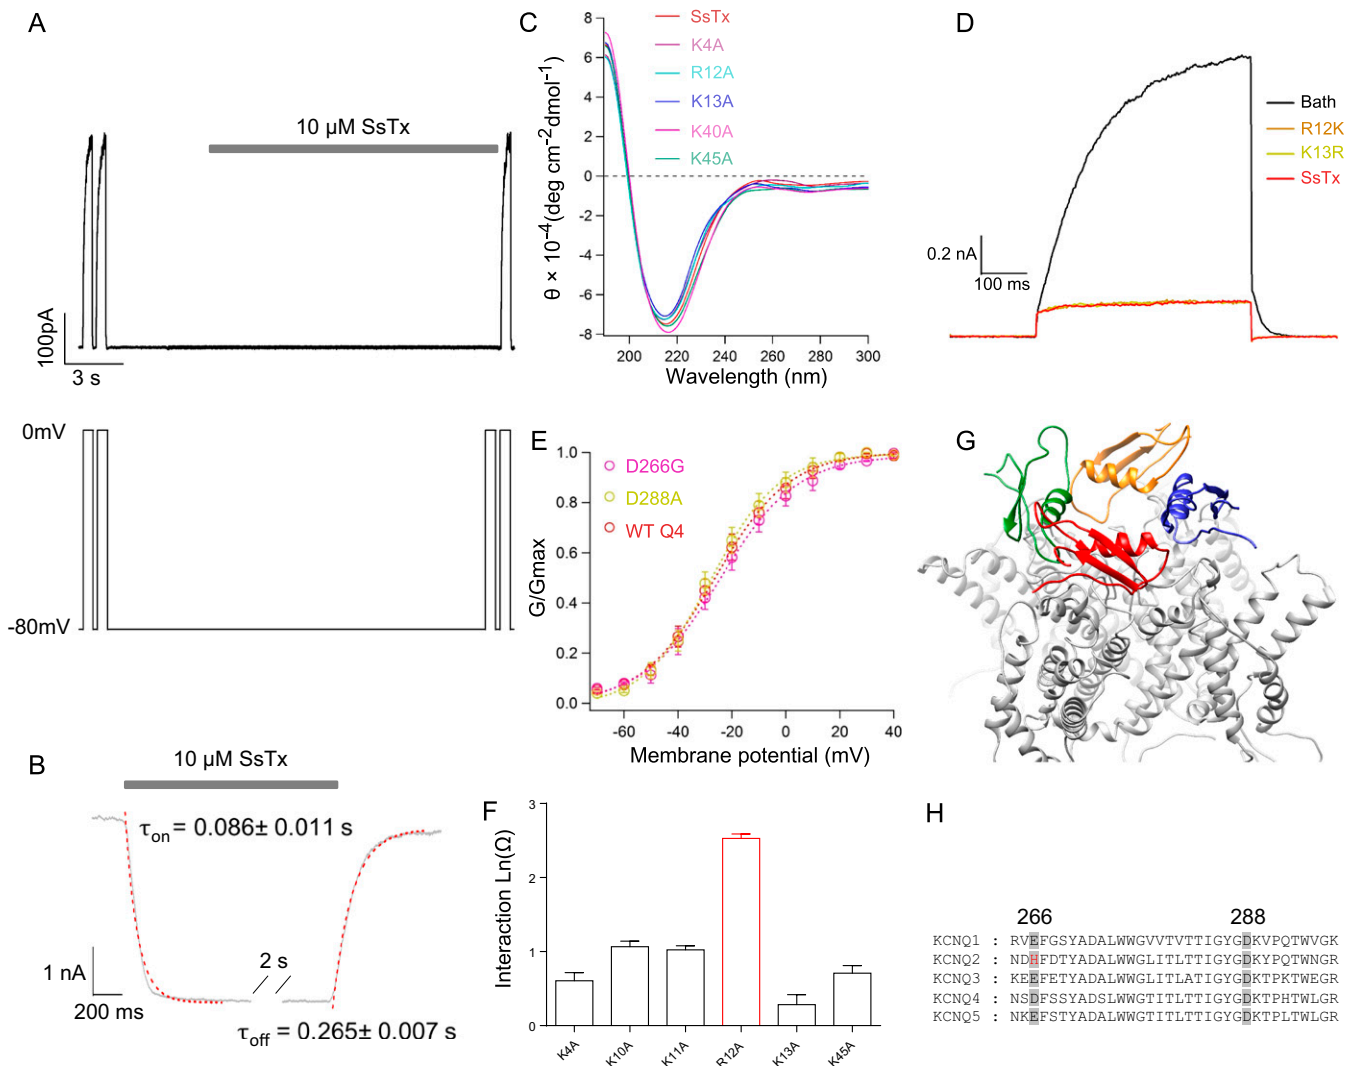 A
10 µM SsTx
100pA
3 s
0mV
-80mV
B
10 µM SsTx
τon = 0.086± 0.011 s
2 s
1 nA
200 ms
τoff = 0.265± 0.007 s
C
SsTx
K4A
R12A
K13A
K40A
K45A
8
6
4
2
0
-2
-4
-6
-8
θ × 10-4(deg cm-2dmol-1)
200 220 240 260 280 300
Wavelength (nm)
D
Bath
R12K
K13R
SsTx
0.2 nA
100 ms
E
D266G
D288A
WT Q4
1.0
0.8
0.6
0.4
0.2
0.0
G/Gmax
-60 -40 -20 0 20 40
Membrane potential (mV)
F
3
2
1
0
Interaction Ln(Ω)
K4A K10A K11A R12A K13A K45A
G
H
266 288
KCNQ1 : RVEFGSYADALWWGVVTVTTIGYGDKVPQTWVGK
KCNQ2 : NDHFDTYADALWWGLITLTTIGYGDKYPQTWNGR
KCNQ3 : KEEFETYADALWWGLITLATIGYGDKTPKTWEGR
KCNQ4 : NSDFSSYADSLWWGTITLTTIGYGDKTPHTWLGR
KCNQ5 : NKEFSTYADALWWGTITLTTIGYGDKTPLTWLGR